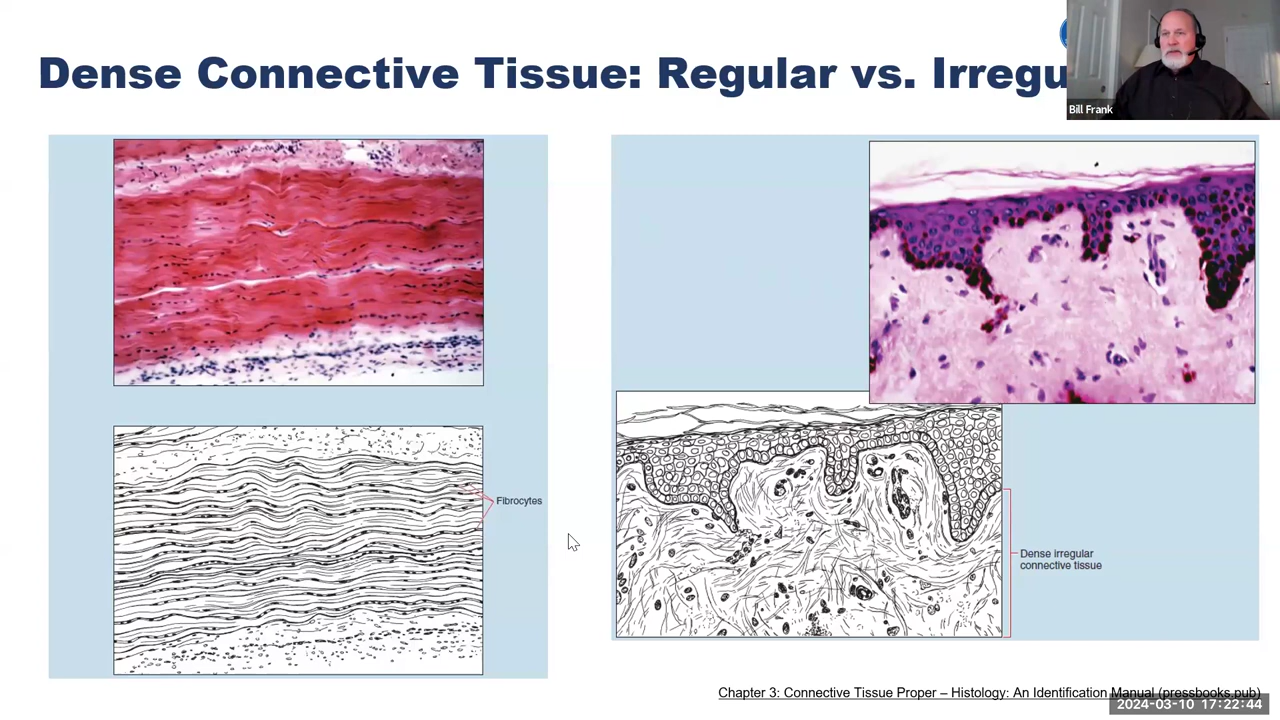 Dense Connective Tissue: Regular vs. Irregu
Bill Frank
Fibrocytes
Dense irregular
connective tissue
Chapter 3: Connective Tissue Proper – Histology: An Identification Manual (pressbooks.pub)
2024-03-10 17:22:44